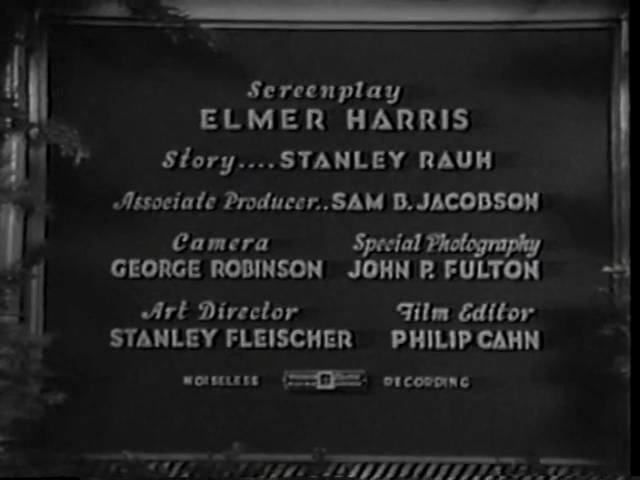 Screenplay
ELMER HARRIS
Story....STANLEY RAUH
Associate Producer..SAM B. JACOBSON
Camera Special Photography
GEORGE ROBINSON JOHN P. FULTON
Art Director Film Editor
STANLEY FLEISCHER PHILIP CAHN
NOISELESS RECORDING